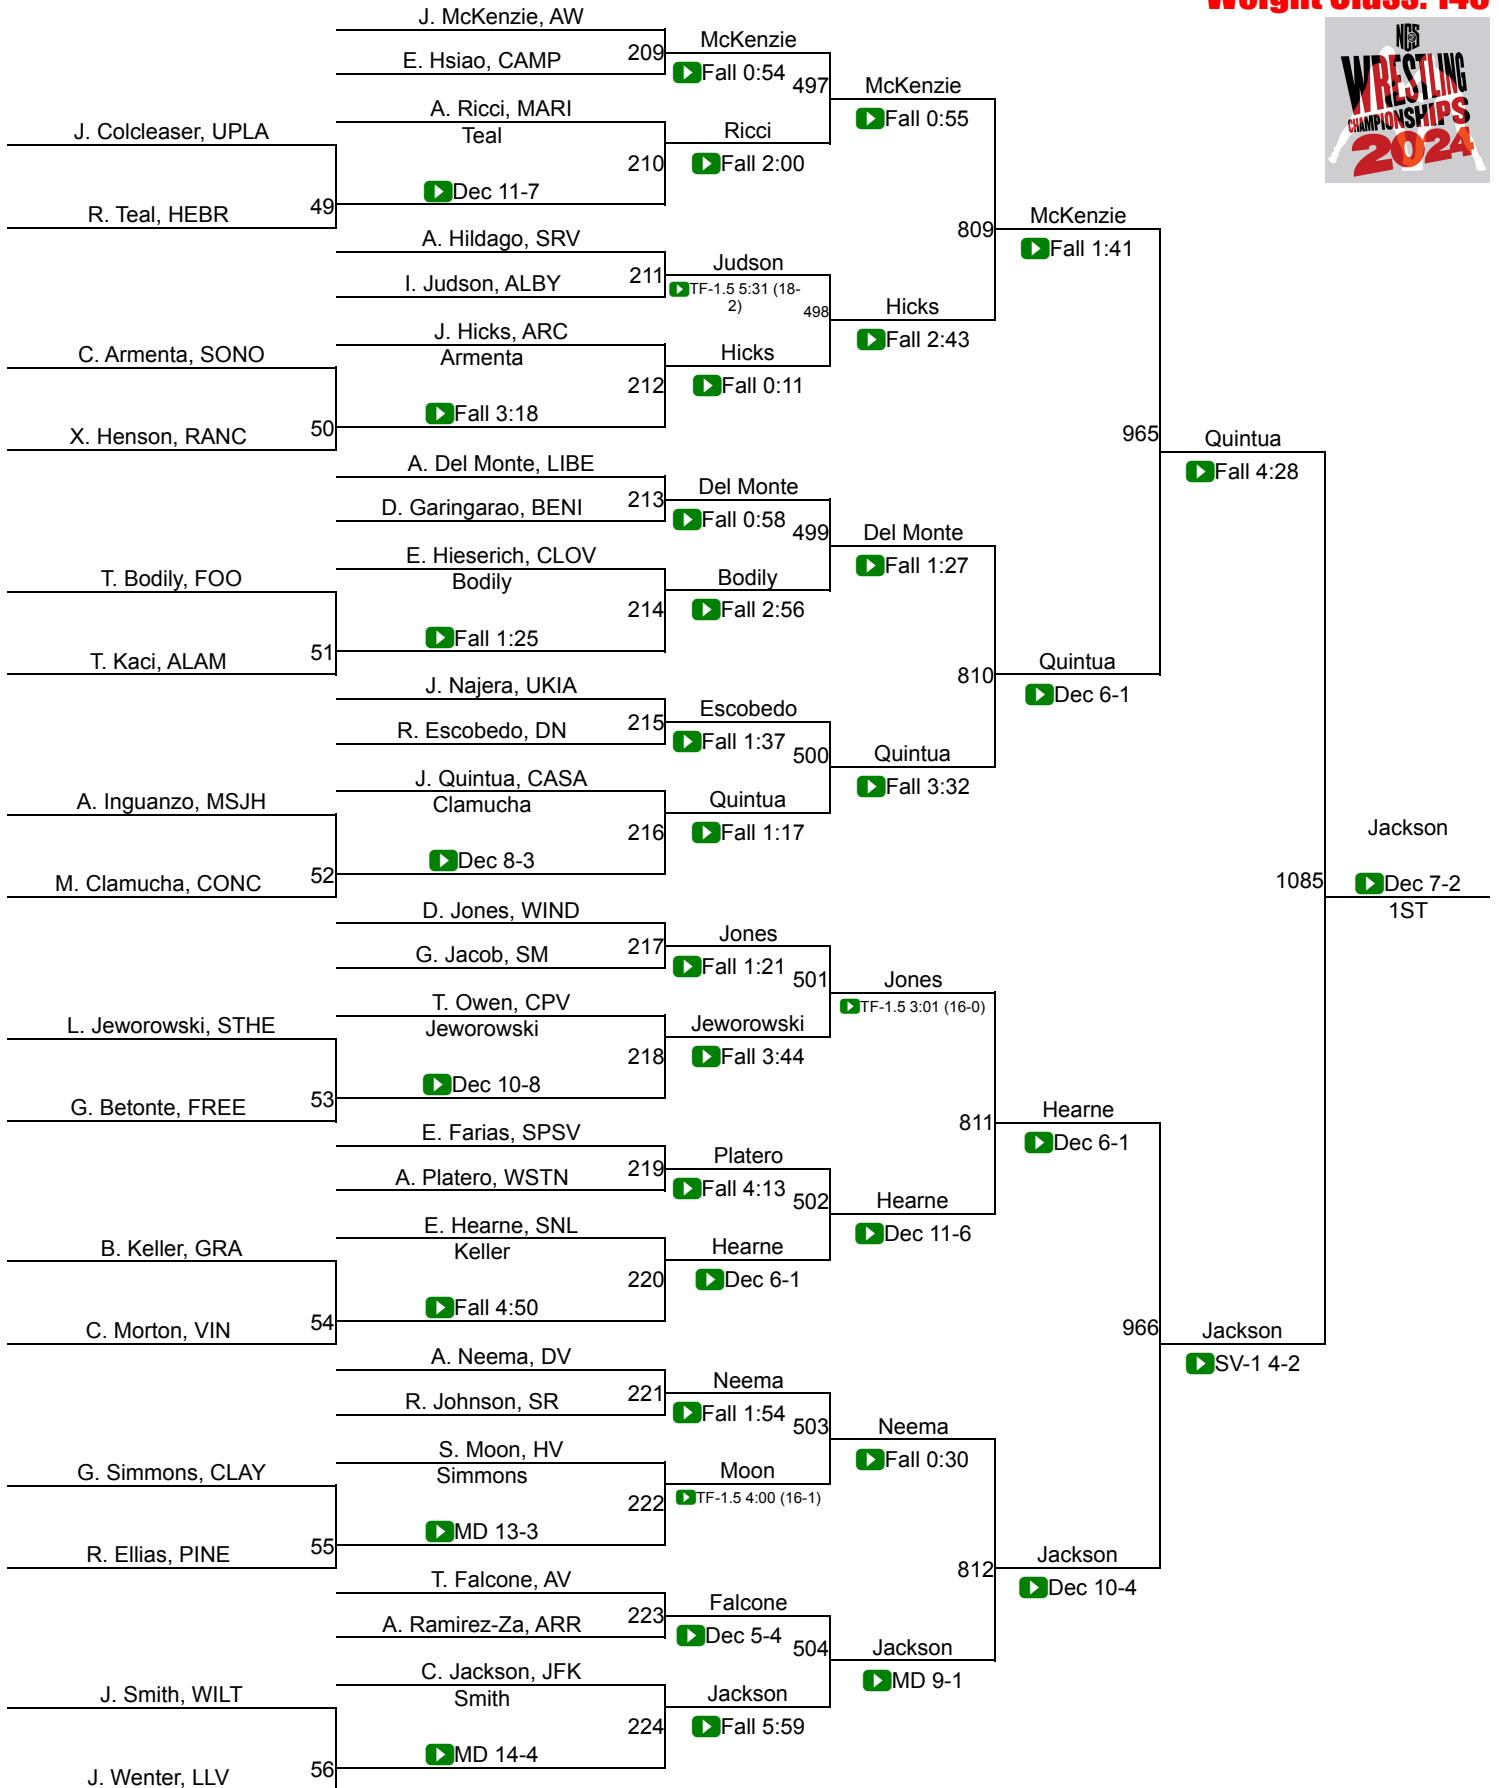 Weight Class: 148
NCS
WRESTLING
CHAMPIONSHIPS
2024
J. McKenzie, AW
E. Hsiao, CAMP
209
McKenzie
Fall 0:54
497
McKenzie
Fall 0:55
A. Ricci, MARI
Teal
210
Ricci
Fall 2:00
J. Colcleaser, UPLA
R. Teal, HEBR
49
Dec 11-7
809
McKenzie
Fall 1:41
A. Hildago, SRV
I. Judson, ALBY
211
Judson
TF-1.5 5:31 (18-
2)
498
Hicks
Fall 2:43
J. Hicks, ARC
Armenta
212
Hicks
Fall 0:11
C. Armenta, SONO
X. Henson, RANC
50
Fall 3:18
965
Quintua
Fall 4:28
A. Del Monte, LIBE
D. Garingarao, BENI
213
Del Monte
Fall 0:58
499
Del Monte
Fall 1:27
E. Hieserich, CLOV
Bodily
214
Bodily
Fall 2:56
T. Bodily, FOO
T. Kaci, ALAM
51
Fall 1:25
810
Quintua
Dec 6-1
J. Najera, UKIA
R. Escobedo, DN
215
Escobedo
Fall 1:37
500
Quintua
Fall 3:32
J. Quintua, CASA
Clamucha
216
Quintua
Fall 1:17
A. Inguanzo, MSJH
M. Clamucha, CONC
52
Dec 8-3
1085
Jackson
Dec 7-2
1ST
D. Jones, WIND
G. Jacob, SM
217
Jones
Fall 1:21
501
Jones
TF-1.5 3:01 (16-0)
T. Owen, CPV
Jeworowski
218
Jeworowski
Fall 3:44
L. Jeworowski, STHE
G. Betonte, FREE
53
Dec 10-8
811
Hearne
Dec 6-1
E. Farias, SPSV
A. Platero, WSTN
219
Platero
Fall 4:13
502
Hearne
Dec 11-6
E. Hearne, SNL
Keller
220
Hearne
Dec 6-1
B. Keller, GRA
C. Morton, VIN
54
Fall 4:50
966
Jackson
SV-1 4-2
A. Neema, DV
R. Johnson, SR
221
Neema
Fall 1:54
503
Neema
Fall 0:30
S. Moon, HV
Simmons
222
Moon
TF-1.5 4:00 (16-1)
G. Simmons, CLAY
R. Ellias, PINE
55
MD 13-3
812
Jackson
Dec 10-4
T. Falcone, AV
A. Ramirez-Za, ARR
223
Falcone
Dec 5-4
504
Jackson
MD 9-1
C. Jackson, JFK
Smith
224
Jackson
Fall 5:59
J. Smith, WILT
J. Wenter, LLV
56
MD 14-4